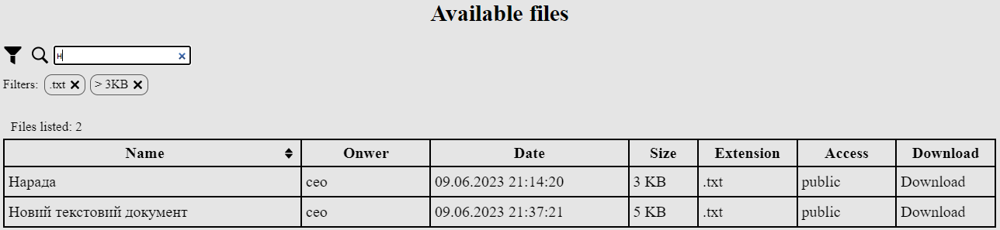 Available files
н
Filters: .txt > 3KB
Files listed: 2
Name Onwer Date Size Extension Access Download
Нарада ceo 09.06.2023 21:14:20 3 KB .txt public Download
Новий текстовий документ ceo 09.06.2023 21:37:21 5 KB .txt public Download